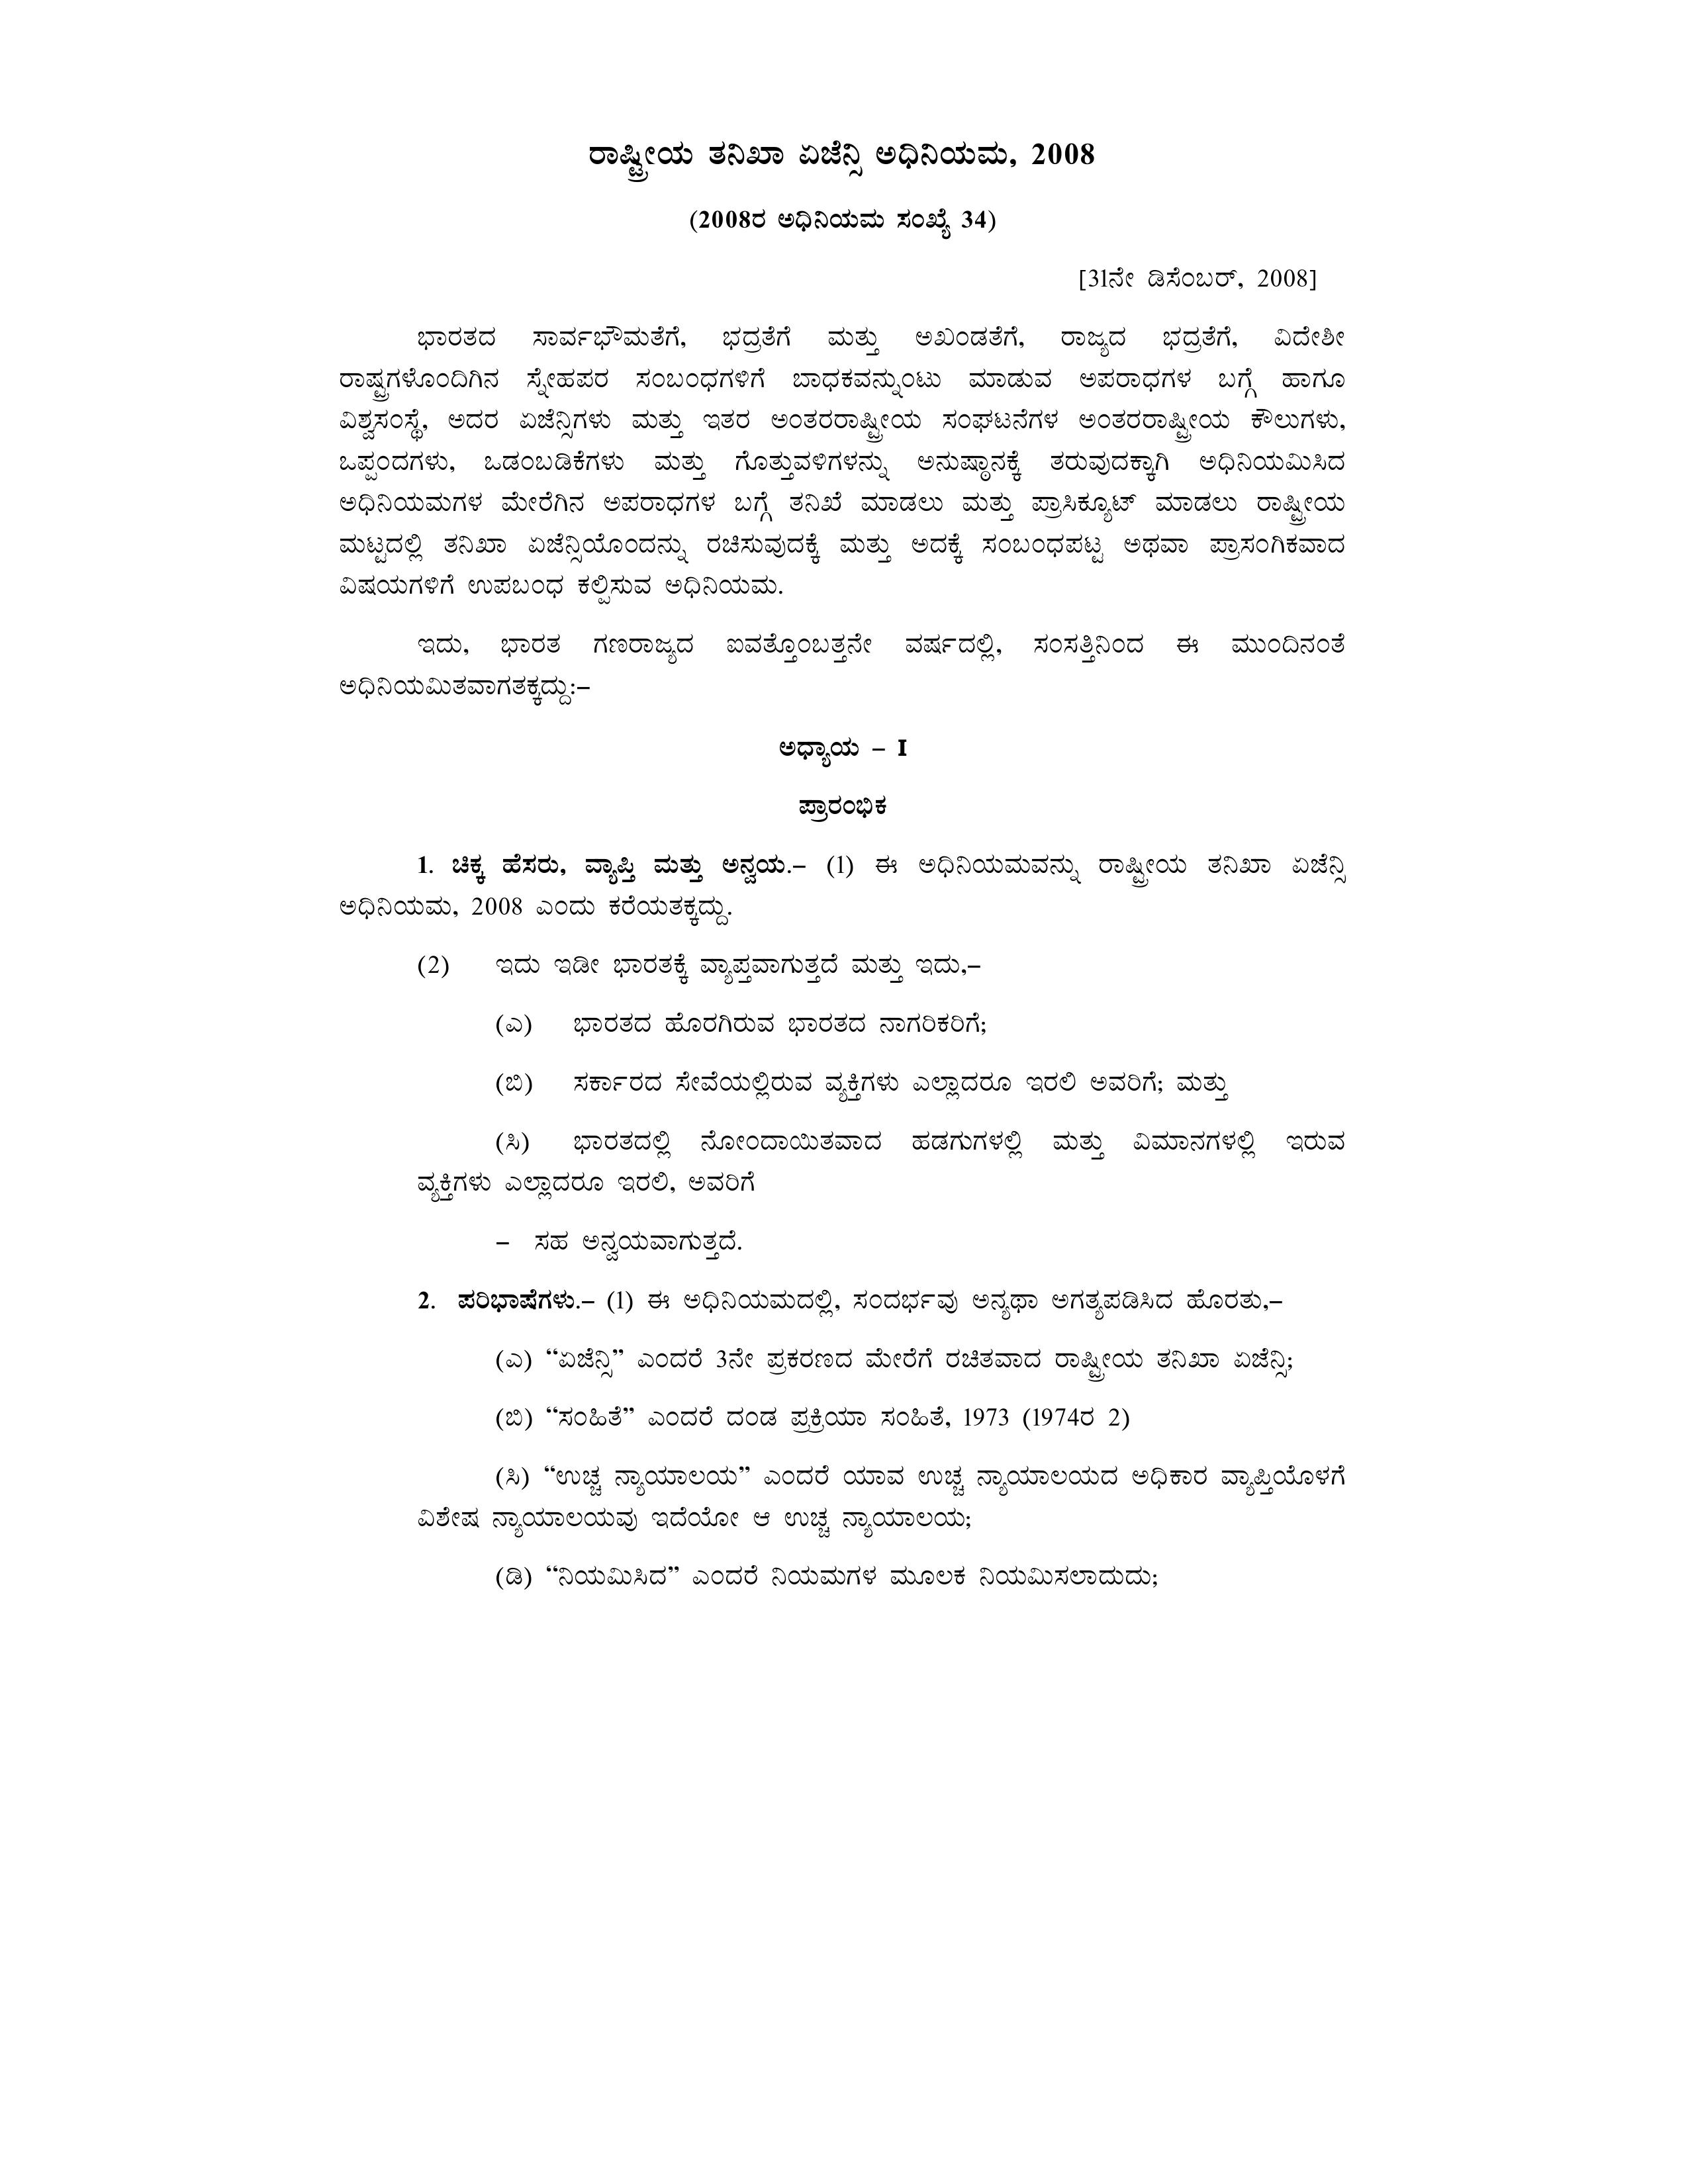 ರಾಷ್ಟ್ರೀಯ ತನಿಖಾ ಏಜೆನ್ಸಿ ಅಧಿನಿಯಮ, 2008
(2008ರ ಅಧಿನಿಯಮ ಸಂಖ್ಯೆ 34)
[31ನೇ ಡಿಸೆಂಬರ್, 2008]
ಭಾರತದ ಸಾರ್ವಭೌಮತೆಗೆ, ಭದ್ರತೆಗೆ ಮತ್ತು ಅಖಂಡತೆಗೆ, ರಾಜ್ಯದ ಭದ್ರತೆಗೆ, ವಿದೇಶೀ
ರಾಷ್ಟ್ರಗಳೊಂದಿಗಿನ ಸ್ನೇಹಪರ ಸಂಬಂಧಗಳಿಗೆ ಬಾಧಕವನ್ನುಂಟು ಮಾಡುವ ಅಪರಾಧಗಳ ಬಗ್ಗೆ ಹಾಗೂ
ವಿಶ್ವಸಂಸ್ಥೆ, ಅದರ ಏಜೆನ್ಸಿಗಳು ಮತ್ತು ಇತರ ಅಂತರರಾಷ್ಟ್ರೀಯ ಸಂಘಟನೆಗಳ ಅಂತರರಾಷ್ಟ್ರೀಯ ಕೌಲುಗಳು,
ಒಪ್ಪಂದಗಳು, ಒಡಂಬಡಿಕೆಗಳು ಮತ್ತು ಗೊತ್ತುವಳಿಗಳನ್ನು ಅನುಷ್ಠಾನಕ್ಕೆ ತರುವುದಕ್ಕಾಗಿ ಅಧಿನಿಯಮಿಸಿದ
ಅಧಿನಿಯಮಗಳ ಮೇರೆಗಿನ ಅಪರಾಧಗಳ ಬಗ್ಗೆ ತನಿಖೆ ಮಾಡಲು ಮತ್ತು ಪ್ರಾಸಿಕ್ಯೂಟ್ ಮಾಡಲು ರಾಷ್ಟ್ರೀಯ
ಮಟ್ಟದಲ್ಲಿ ತನಿಖಾ ಏಜೆನ್ಸಿಯೊಂದನ್ನು ರಚಿಸುವುದಕ್ಕೆ ಮತ್ತು ಅದಕ್ಕೆ ಸಂಬಂಧಪಟ್ಟ ಅಥವಾ ಪ್ರಾಸಂಗಿಕವಾದ
ವಿಷಯಗಳಿಗೆ ಉಪಬಂಧ ಕಲ್ಪಿಸುವ ಅಧಿನಿಯಮ.
ಇದು, ಭಾರತ ಗಣರಾಜ್ಯದ ಐವತ್ತೊಂಬತ್ತನೇ ವರ್ಷದಲ್ಲಿ, ಸಂಸತ್ತಿನಿಂದ ಈ ಮುಂದಿನಂತೆ
ಅಧಿನಿಯಮಿತವಾಗತಕ್ಕದ್ದು:–
ಅಧ್ಯಾಯ – I
ಪ್ರಾರಂಭಿಕ
1. ಚಿಕ್ಕ ಹೆಸರು, ವ್ಯಾಪ್ತಿ ಮತ್ತು ಅನ್ವಯ.– (1) ಈ ಅಧಿನಿಯಮವನ್ನು ರಾಷ್ಟ್ರೀಯ ತನಿಖಾ ಏಜೆನ್ಸಿ
ಅಧಿನಿಯಮ, 2008 ಎಂದು ಕರೆಯತಕ್ಕದ್ದು.
(2) ಇದು ಇಡೀ ಭಾರತಕ್ಕೆ ವ್ಯಾಪ್ತವಾಗುತ್ತದೆ ಮತ್ತು ಇದು,–
(ಎ) ಭಾರತದ ಹೊರಗಿರುವ ಭಾರತದ ನಾಗರಿಕರಿಗೆ;
(ಬಿ) ಸರ್ಕಾರದ ಸೇವೆಯಲ್ಲಿರುವ ವ್ಯಕ್ತಿಗಳು ಎಲ್ಲಾದರೂ ಇರಲಿ ಅವರಿಗೆ; ಮತ್ತು
(ಸಿ) ಭಾರತದಲ್ಲಿ ನೋಂದಾಯಿತವಾದ ಹಡಗುಗಳಲ್ಲಿ ಮತ್ತು ವಿಮಾನಗಳಲ್ಲಿ ಇರುವ
ವ್ಯಕ್ತಿಗಳು ಎಲ್ಲಾದರೂ ಇರಲಿ, ಅವರಿಗೆ
– ಸಹ ಅನ್ವಯವಾಗುತ್ತದೆ.
2. ಪರಿಭಾಷೆಗಳು.– (1) ಈ ಅಧಿನಿಯಮದಲ್ಲಿ, ಸಂದರ್ಭವು ಅನ್ಯಥಾ ಅಗತ್ಯಪಡಿಸಿದ ಹೊರತು,–
(ಎ) “ಏಜೆನ್ಸಿ” ಎಂದರೆ 3ನೇ ಪ್ರಕರಣದ ಮೇರೆಗೆ ರಚಿತವಾದ ರಾಷ್ಟ್ರೀಯ ತನಿಖಾ ಏಜೆನ್ಸಿ;
(ಬಿ) “ಸಂಹಿತೆ” ಎಂದರೆ ದಂಡ ಪ್ರಕ್ರಿಯಾ ಸಂಹಿತೆ, 1973 (1974ರ 2)
(ಸಿ) “ಉಚ್ಚ ನ್ಯಾಯಾಲಯ” ಎಂದರೆ ಯಾವ ಉಚ್ಚ ನ್ಯಾಯಾಲಯದ ಅಧಿಕಾರ ವ್ಯಾಪ್ತಿಯೊಳಗೆ
ವಿಶೇಷ ನ್ಯಾಯಾಲಯವು ಇದೆಯೋ ಆ ಉಚ್ಚ ನ್ಯಾಯಾಲಯ;
(ಡಿ) “ನಿಯಮಿಸಿದ” ಎಂದರೆ ನಿಯಮಗಳ ಮೂಲಕ ನಿಯಮಿಸಲಾದುದು;